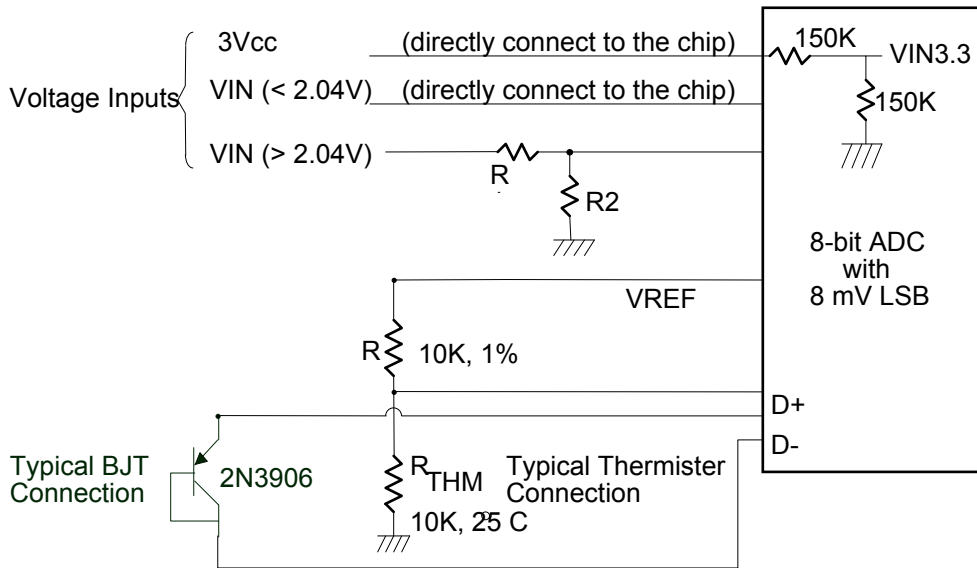 3Vcc (directly connect to the chip) 150K VIN3.3
Voltage Inputs VIN (< 2.04V) (directly connect to the chip) 150K
VIN (> 2.04V)
R
R2
8-bit ADC
with
8 mV LSB
VREF
R 10K, 1%
D+
D-
Typical BJT
Connection
2N3906
RTHM
10K, 25 °C
Typical Thermister
Connection